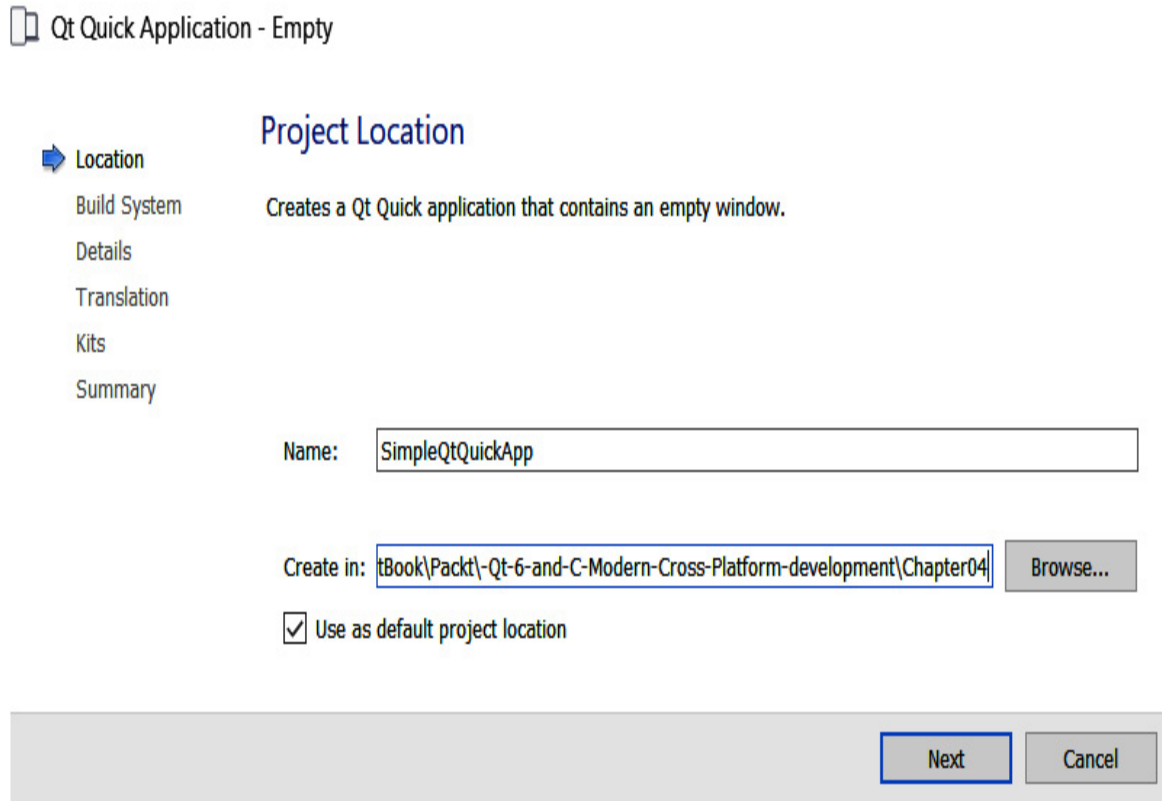 Qt Quick Application - Empty
Project Location
Location
Build System
Creates a Qt Quick application that contains an empty window.
Details
Translation
Kits
Summary
Name: SimpleQtQuickApp
Create in: tBook\Packt\-Qt-6-and-C-Modern-Cross-Platform-development\Chapter04 Browse...
Use as default project location
Next Cancel